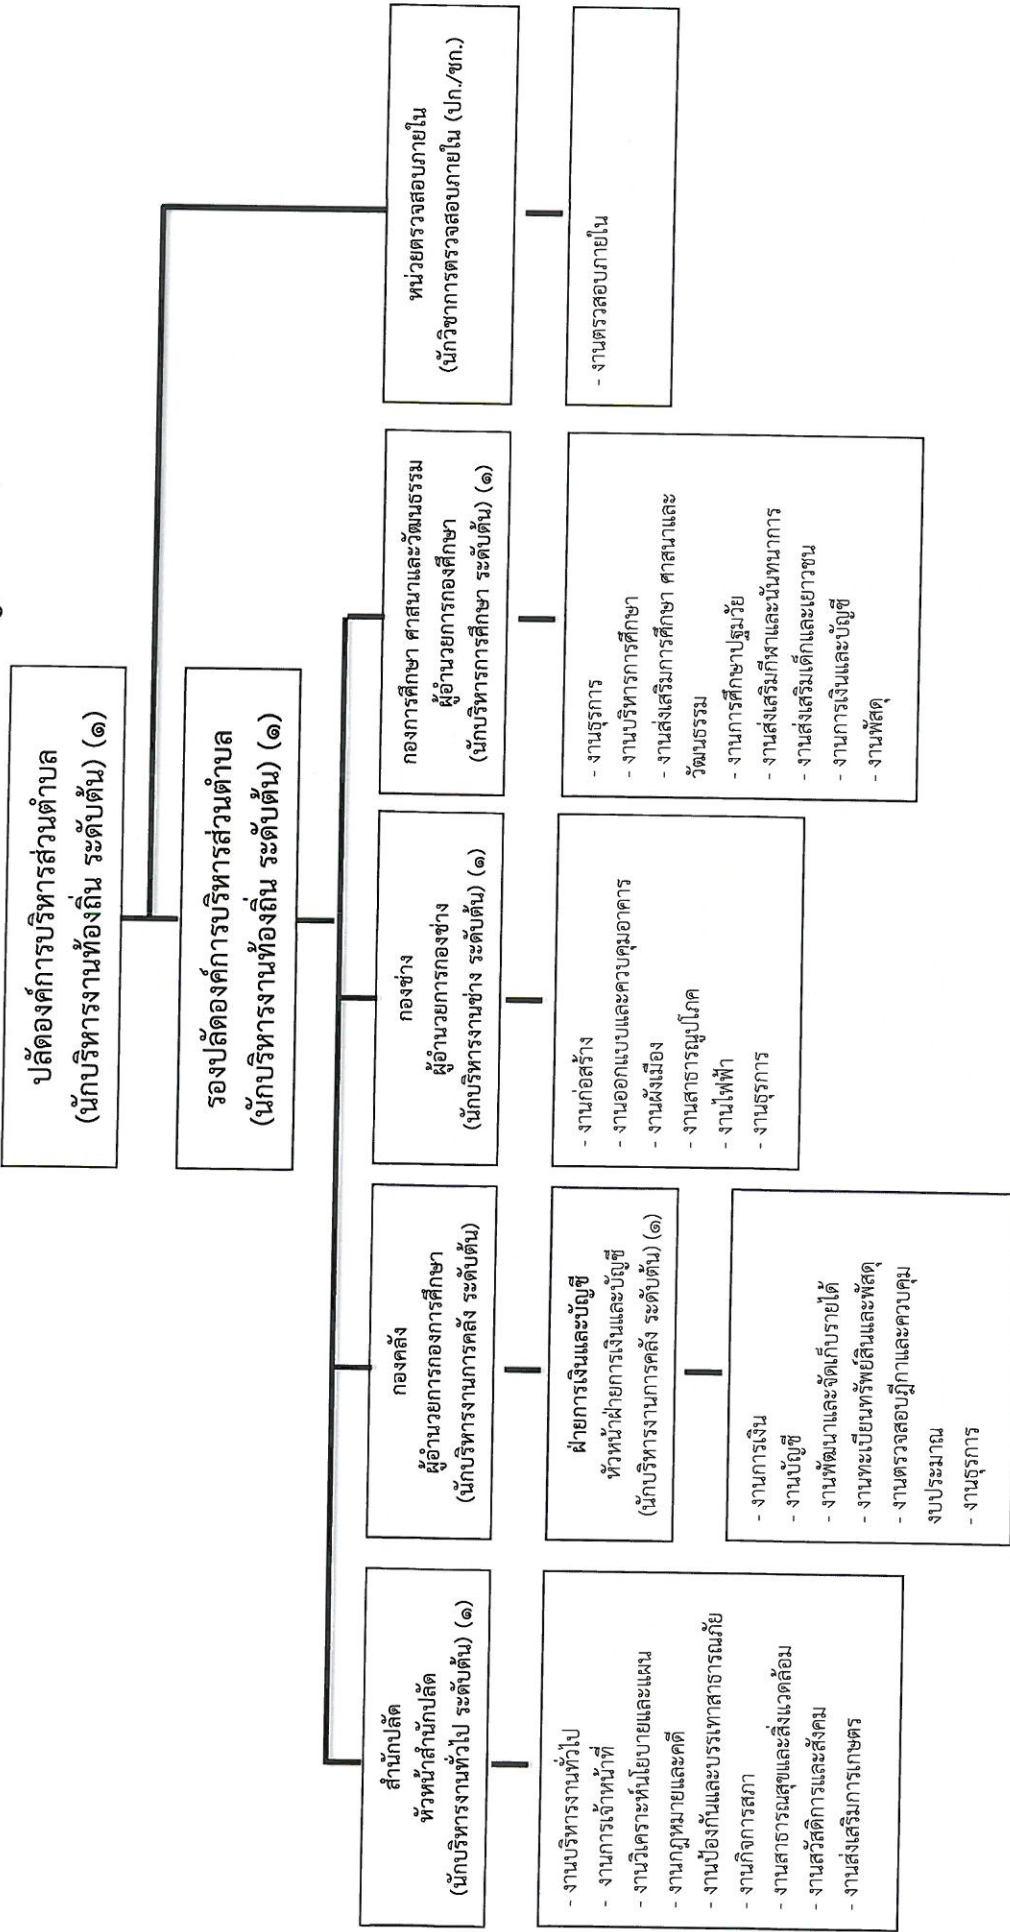 ปลัดองค์การบริหารส่วนตำบล
(นักบริหารงานท้องถิ่น ระดับต้น) (๑)
รองปลัดองค์การบริหารส่วนตำบล
(นักบริหารงานท้องถิ่น ระดับต้น) (๑)
สำนักปลัด
หัวหน้าสำนักปลัด
(นักบริหารงานทั่วไป ระดับต้น) (๑)
กองคลัง
ผู้อำนวยการกองการศึกษา
(นักบริหารงานการคลัง ระดับต้น)
กองช่าง
ผู้อำนวยการกองช่าง
(นักบริหารงานช่าง ระดับต้น) (๑)
กองการศึกษา ศาสนาและวัฒนธรรม
ผู้อำนวยการกองศึกษา
(นักบริหารการศึกษา ระดับต้น) (๑)
หน่วยตรวจสอบภายใน
(นักวิชาการตรวจสอบภายใน (ปก./ชก.)
- งานบริหารงานทั่วไป
- งานการเจ้าหน้าที่
- งานวิเคราะห์นโยบายและแผน
- งานกฎหมายและคดี
- งานป้องกันและบรรเทาสาธารณภัย
- งานกิจการสภา
- งานสาธารณสุขและสิ่งแวดล้อม
- งานสวัสดิการและสังคม
- งานส่งเสริมการเกษตร
ฝ่ายการเงินและบัญชี
หัวหน้าฝ่ายการเงินและบัญชี
(นักบริหารงานการคลัง ระดับต้น) (๑)
- งานการเงิน
- งานบัญชี
- งานพัฒนาและจัดเก็บรายได้
- งานทะเบียนทรัพย์สินและพัสดุ
- งานตรวจสอบฎีกาและควบคุม
งบประมาณ
- งานธุรการ
- งานก่อสร้าง
- งานออกแบบและควบคุมอาคาร
- งานผังเมือง
- งานสาธารณูปโภค
- งานไฟฟ้า
- งานธุรการ
- งานธุรการ
- งานบริหารการศึกษา
- งานส่งเสริมการศึกษา ศาสนาและ
วัฒนธรรม
- งานการศึกษาปฐมวัย
- งานส่งเสริมกีฬาและนันทนาการ
- งานส่งเสริมเด็กและเยาวชน
- งานการเงินและบัญชี
- งานพัสดุ
- งานตรวสอบภายใน